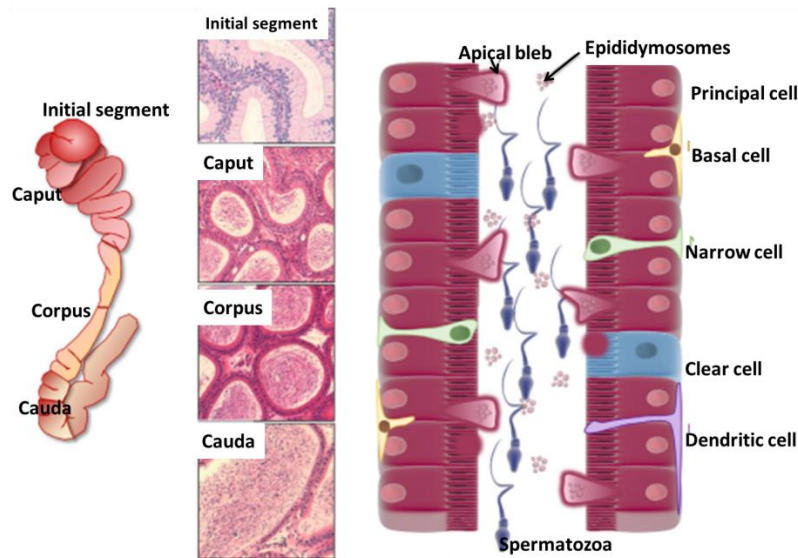 Initial segment
Caput
Corpus
Cauda
Initial segment
Caput
Corpus
Cauda
Apical bleb
Epididymosomes
Principal cell
Basal cell
Narrow cell
Clear cell
Dendritic cell
Spermatozoa